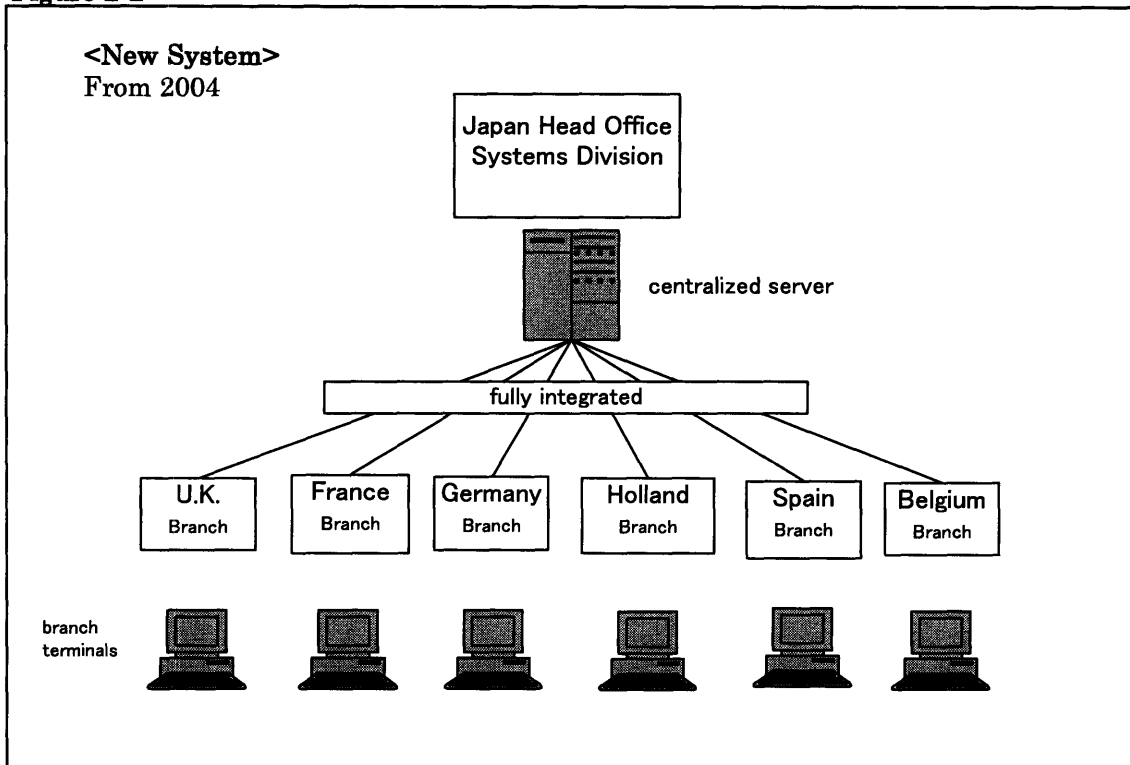 <New System>
From 2004
Japan Head Office
Systems Division
centralized server
fully integrated
U.K.
Branch
France
Branch
Germany
Branch
Holland
Branch
Spain
Branch
Belgium
Branch
branch
terminals